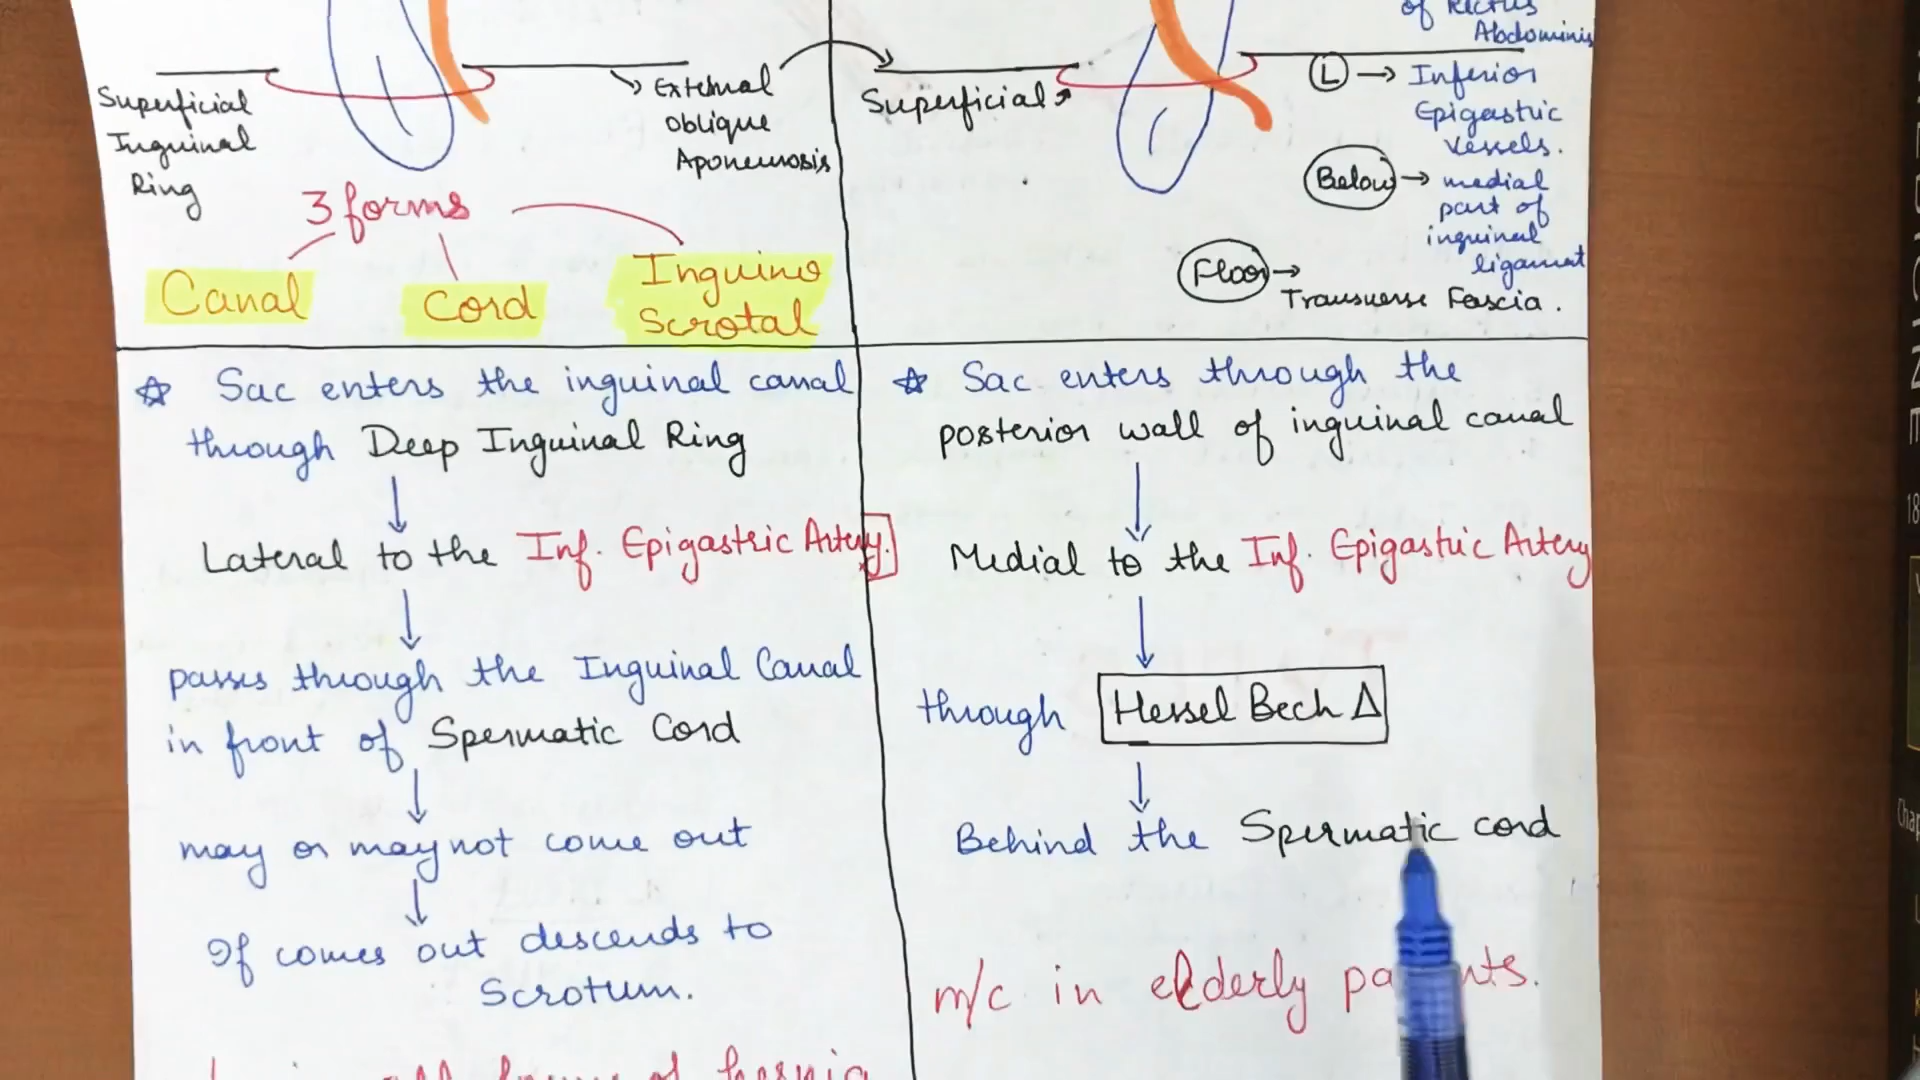 Superficial
Inguinal
Ring
External
Oblique
Aponeurosis
3 forms
Canal
Cord
Inguino
Scrotal
☆ Sac enters the inguinal canal
through Deep Inguinal Ring
↓
Lateral to the Inf. Epigastric Artery.
↓
passes through the Inguinal Canal
in front of Spermatic Cord
↓
may or may not come out
↓
If comes out descends to
Scrotum.
of Rectus
Abdominis
Superficial
L → Inferior
Epigastric
Vessels.
Below → medial
part of
inguinal
ligament
Floor →
Transverse Fascia.
☆ Sac enters through the
posterior wall of inguinal canal
↓
Medial to the Inf. Epigastric Artery
↓
through Hessel Bech Δ
↓
Behind the Spermatic cord
m/c in elderly